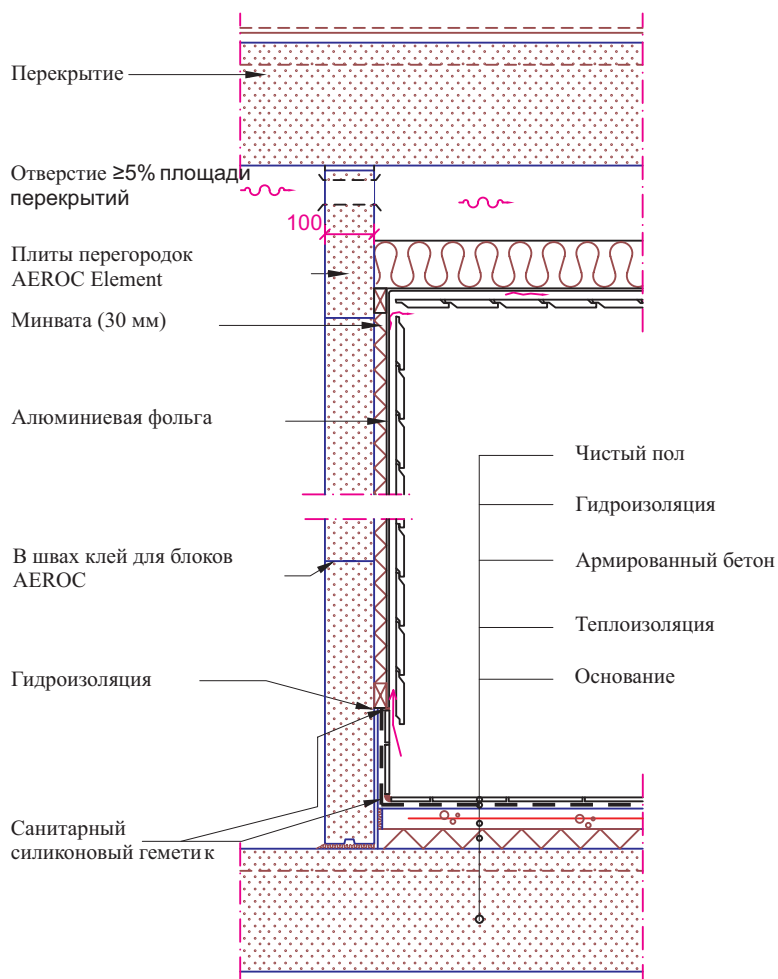 Перекрытие
Отверстие ≥5% площади
перекрытий
100
Плиты перегородок
AEROC Element
Минвата (30 мм)
Алюминиевая фольга
Чистый пол
Гидроизоляция
Армированный бетон
Теплоизоляция
Основание
В швах клей для блоков
AEROC
Гидроизоляция
Санитарный
силиконовый геметик